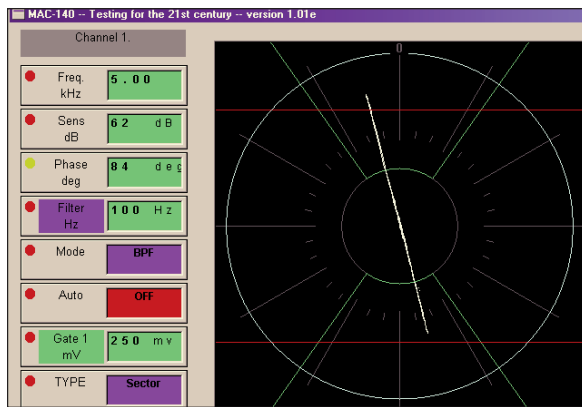 MAC-140 -- Testing for the 21st century -- version 1.01e
Channel 1.
0
Freq.
kHz
5.00
Sens
dB
62 dB
Phase
deg
84 deg
Filter
Hz
100 Hz
Mode
BPF
Auto
OFF
Gate 1
mV
250 mv
TYPE
Sector